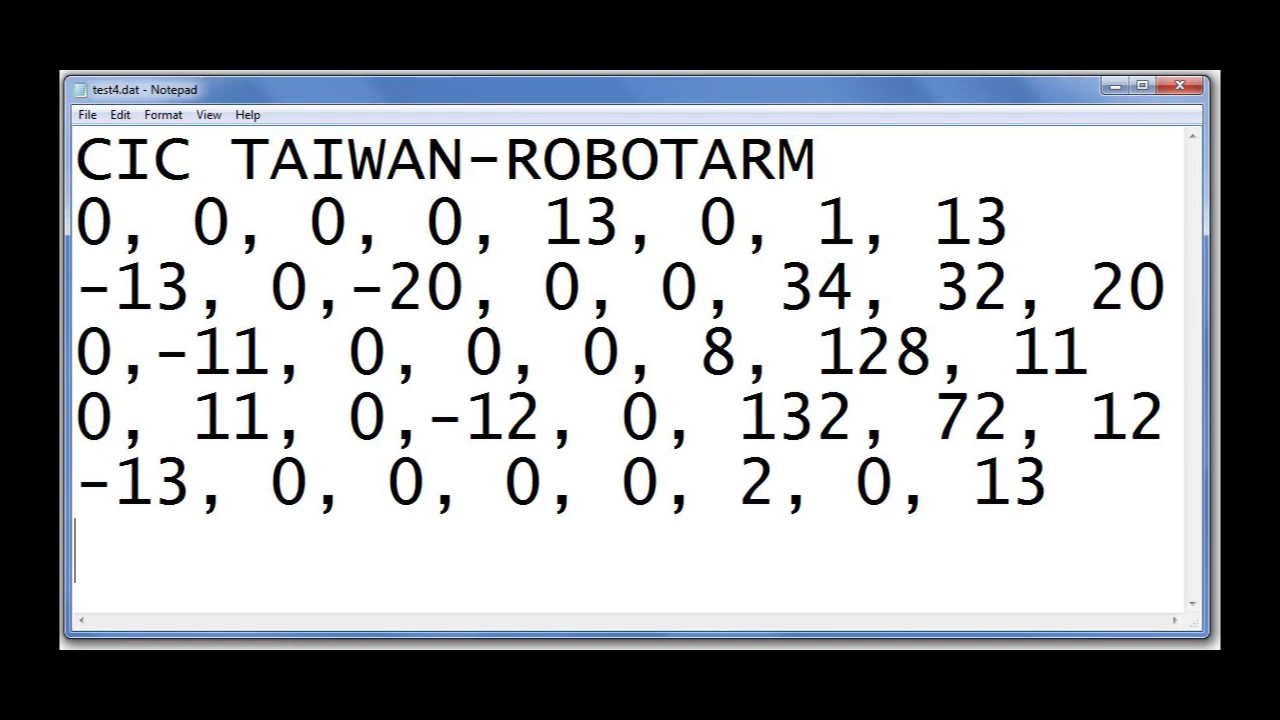 test4.dat - Notepad
File Edit Format View Help
CIC TAIWAN-ROBOTARM
0, 0, 0, 0, 13, 0, 1, 13
-13, 0,-20, 0, 0, 34, 32, 20
0,-11, 0, 0, 0, 8, 128, 11
0, 11, 0,-12, 0, 132, 72, 12
-13, 0, 0, 0, 0, 2, 0, 13